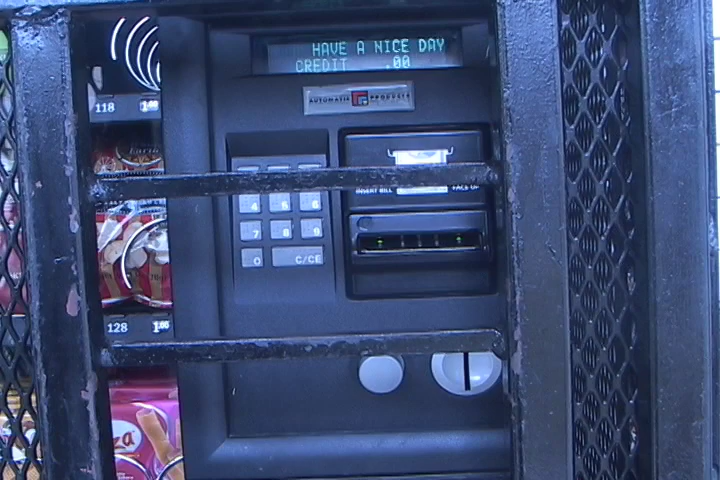 HAVE A NICE DAY
CREDIT .00
AUTOMATIC PRODUCTS
118 1.00
INSERT BILL FACE UP
4 5 6
7 8 9
0 C/CE
128 1.00